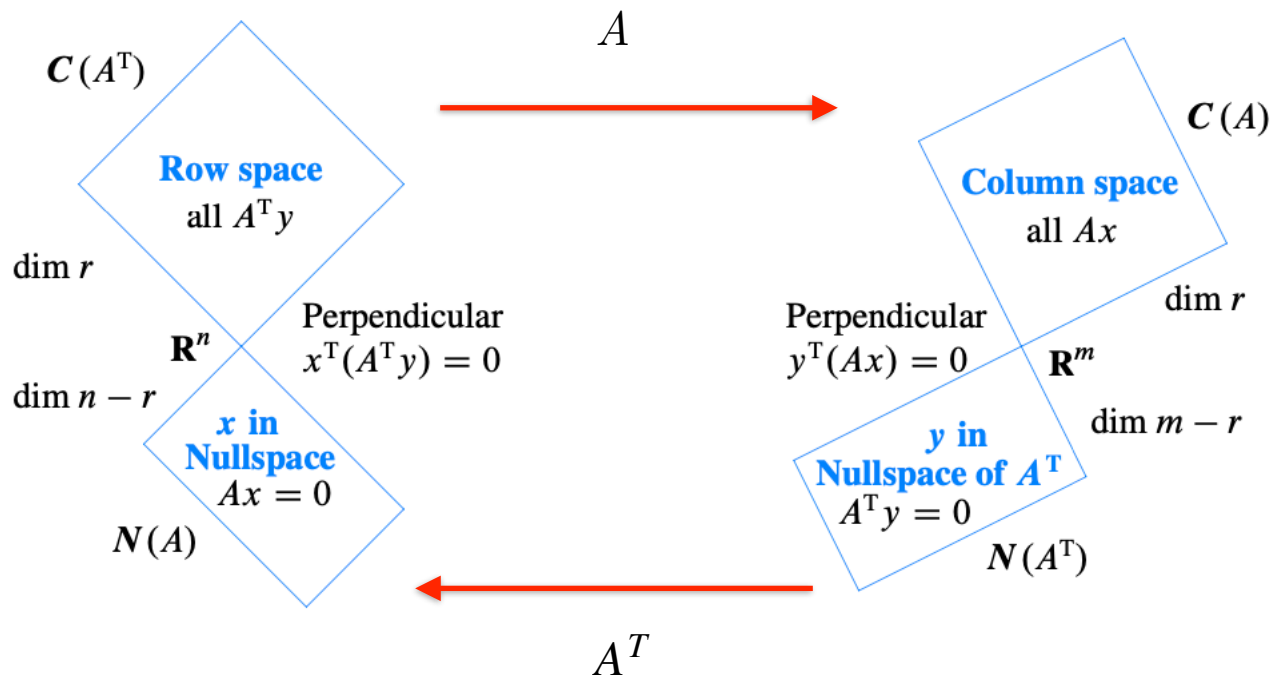 A
C(Aᵀ)
Row space
all Aᵀy
dim r
Perpendicular
xᵀ(Aᵀy) = 0
Rⁿ
dim n − r
x in
Nullspace
Ax = 0
N(A)
C(A)
Column space
all Ax
dim r
Perpendicular
yᵀ(Ax) = 0
Rᵐ
dim m − r
y in
Nullspace of Aᵀ
Aᵀy = 0
N(Aᵀ)
Aᵀ